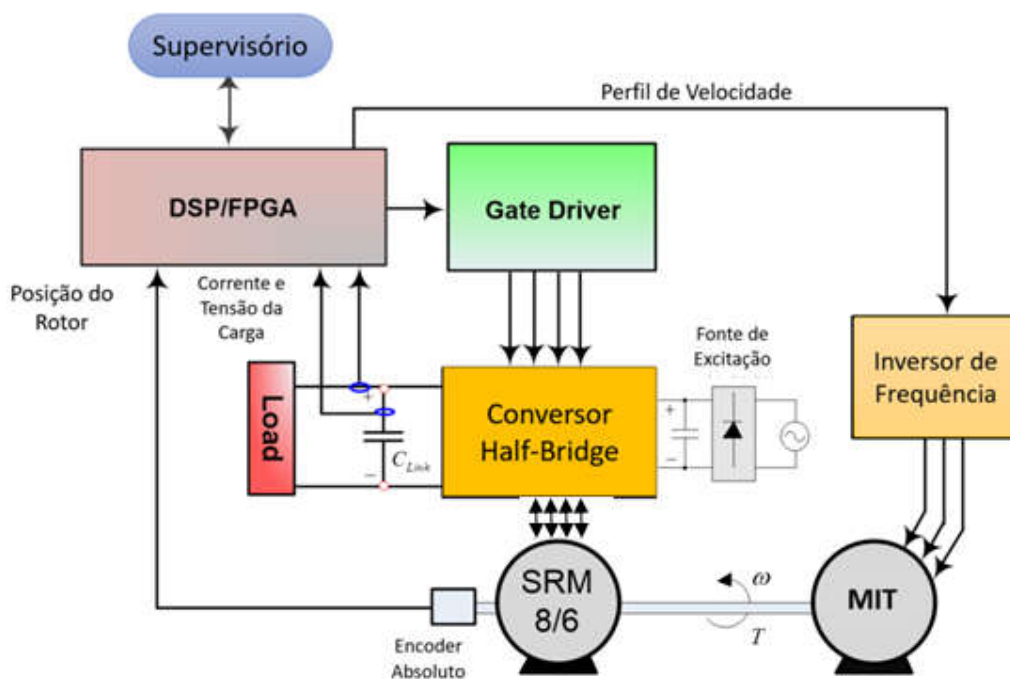 Supervisório
Perfil de Velocidade
DSP/FPGA
Gate Driver
Posição do
Rotor
Corrente e
Tensão da
Carga
Fonte de
Excitação
Inversor de
Frequência
Load
+
C_Link
−
Conversor
Half-Bridge
+
−
SRM
8/6
ω
T
MIT
Encoder
Absoluto